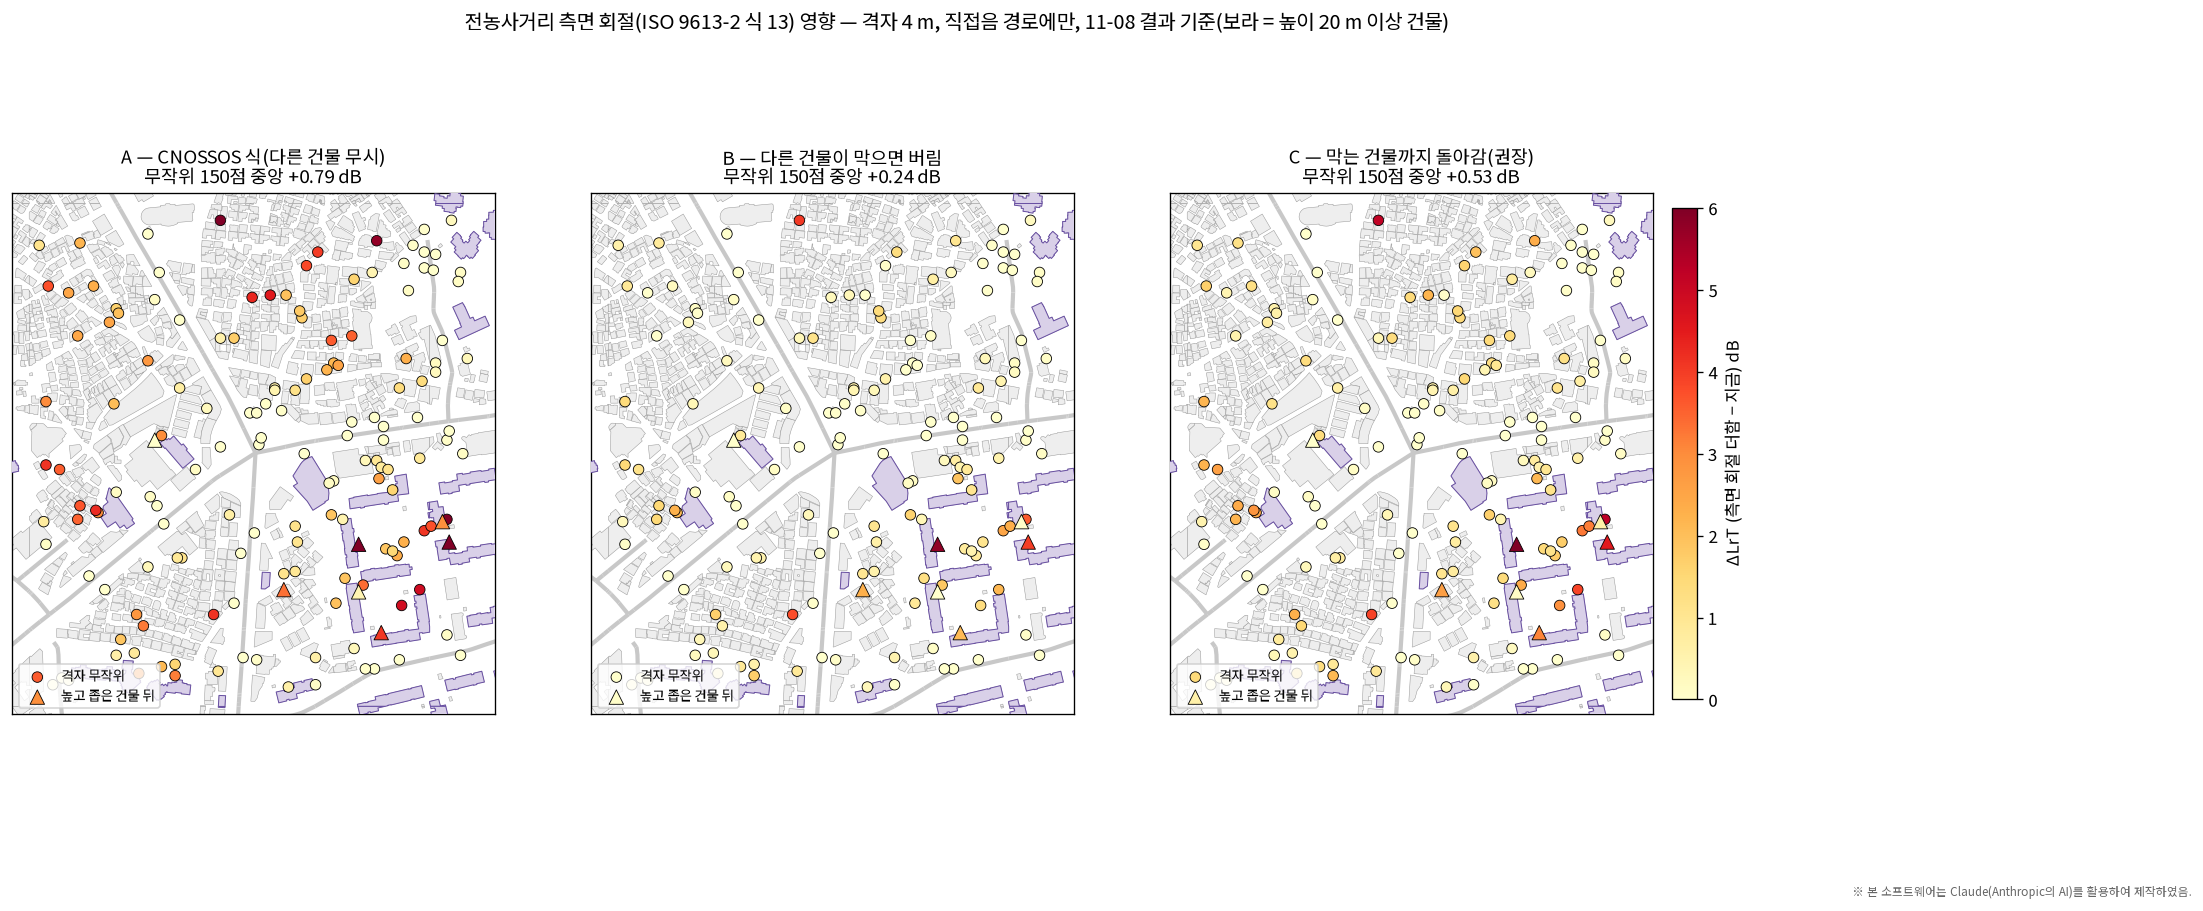 전농사거리 측면 회절(ISO 9613-2 식 13) 영향 — 격자 4 m, 직접음 경로에만, 11-08 결과 기준(보라 = 높이 20 m 이상 건물)
A — CNOSSOS 식(다른 건물 무시)
무작위 150점 중앙 +0.79 dB
B — 다른 건물이 막으면 버림
무작위 150점 중앙 +0.24 dB
C — 막는 건물까지 돌아감(권장)
무작위 150점 중앙 +0.53 dB
격자 무작위
높고 좁은 건물 뒤
격자 무작위
높고 좁은 건물 뒤
격자 무작위
높고 좁은 건물 뒤
6
5
4
3
2
1
0
ΔLrT (측면 회절 더함 − 지금) dB
※ 본 소프트웨어는 Claude(Anthropic의 AI)를 활용하여 제작하였음.